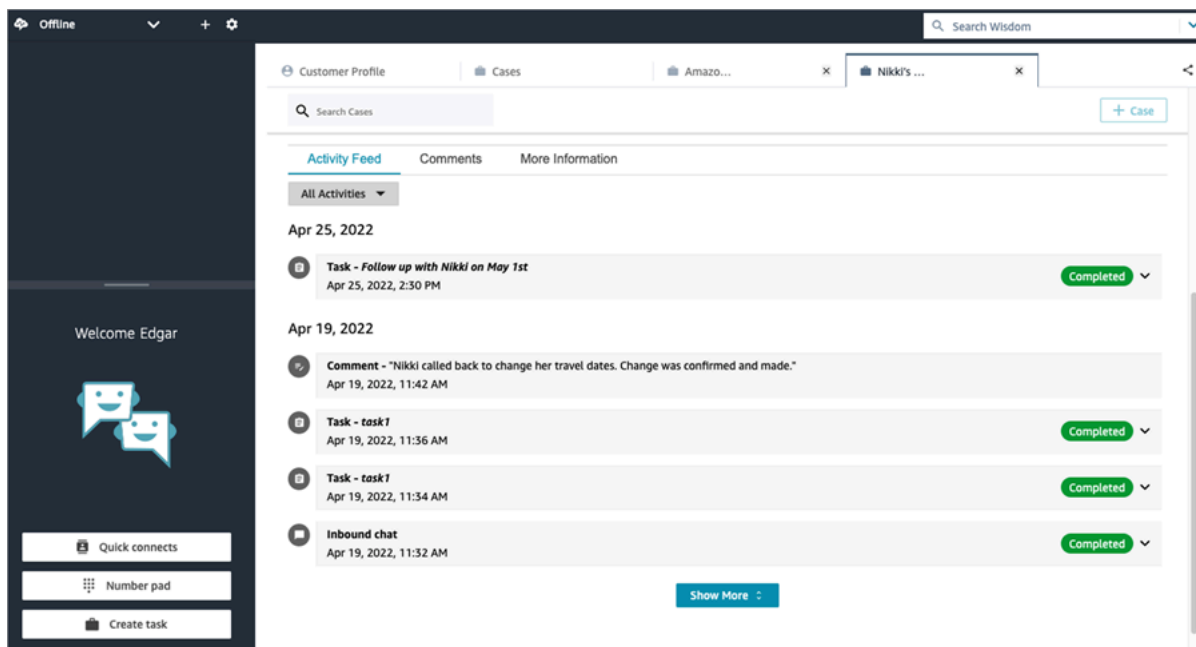 Offline
Search Wisdom
Customer Profile
Cases
Amazo...
Nikki's ...
Search Cases
+ Case
Activity Feed
Comments
More Information
All Activities
Apr 25, 2022
Task - Follow up with Nikki on May 1st
Apr 25, 2022, 2:30 PM
Completed
Apr 19, 2022
Comment - "Nikki called back to change her travel dates. Change was confirmed and made."
Apr 19, 2022, 11:42 AM
Task - task1
Apr 19, 2022, 11:36 AM
Completed
Task - task1
Apr 19, 2022, 11:34 AM
Completed
Inbound chat
Apr 19, 2022, 11:32 AM
Completed
Show More
Welcome Edgar
Quick connects
Number pad
Create task